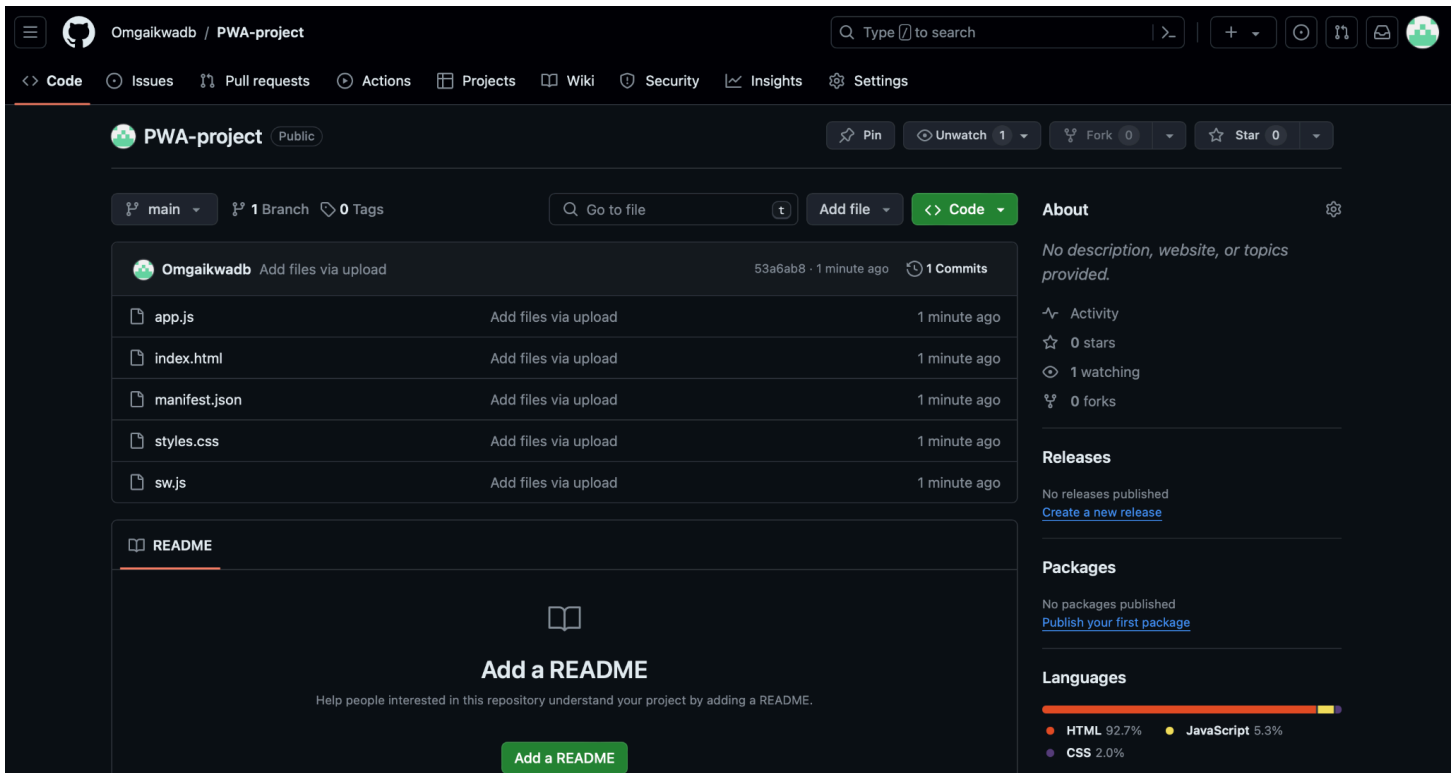 Omgaikwadb / PWA-project
Type / to search
Code Issues Pull requests Actions Projects Wiki Security Insights Settings
PWA-project Public
Pin Unwatch 1 Fork 0 Star 0
main 1 Branch 0 Tags Go to file t Add file Code
Omgaikwadb Add files via upload 53a6ab8 · 1 minute ago 1 Commits
app.js Add files via upload 1 minute ago
index.html Add files via upload 1 minute ago
manifest.json Add files via upload 1 minute ago
styles.css Add files via upload 1 minute ago
sw.js Add files via upload 1 minute ago
README
Add a README
Help people interested in this repository understand your project by adding a README.
Add a README
About
No description, website, or topics
provided.
Activity
0 stars
1 watching
0 forks
Releases
No releases published
Create a new release
Packages
No packages published
Publish your first package
Languages
HTML 92.7% JavaScript 5.3%
CSS 2.0%